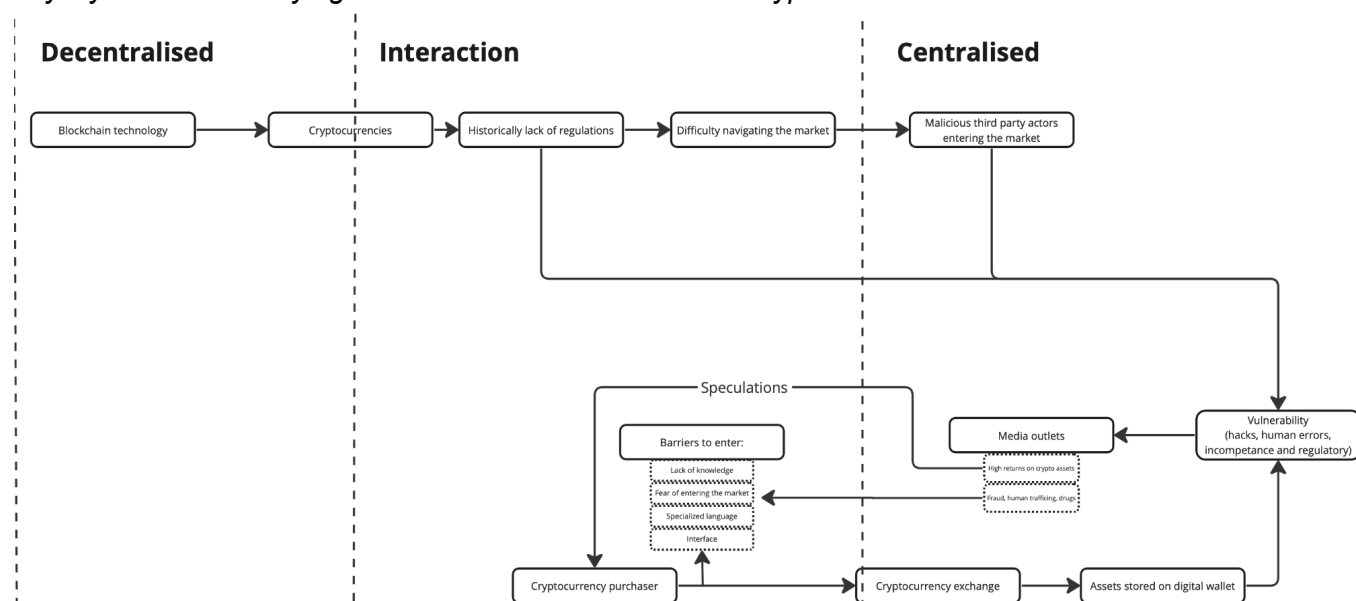 Decentralised
Interaction
Centralised
Blockchain technology
Cryptocurrencies
Historically lack of regulations
Difficulty navigating the market
Malicious third party actors
entering the market
Speculations
Barriers to enter:
Lack of knowledge
Fear of entering the market
Specialized language
Interface
Media outlets
High returns on crypto assets
Fraud, human trafficing, drugs
Vulnerability
(hacks, human errors,
incompetance and regulatory)
Cryptocurrency purchaser
Cryptocurrency exchange
Assets stored on digital wallet